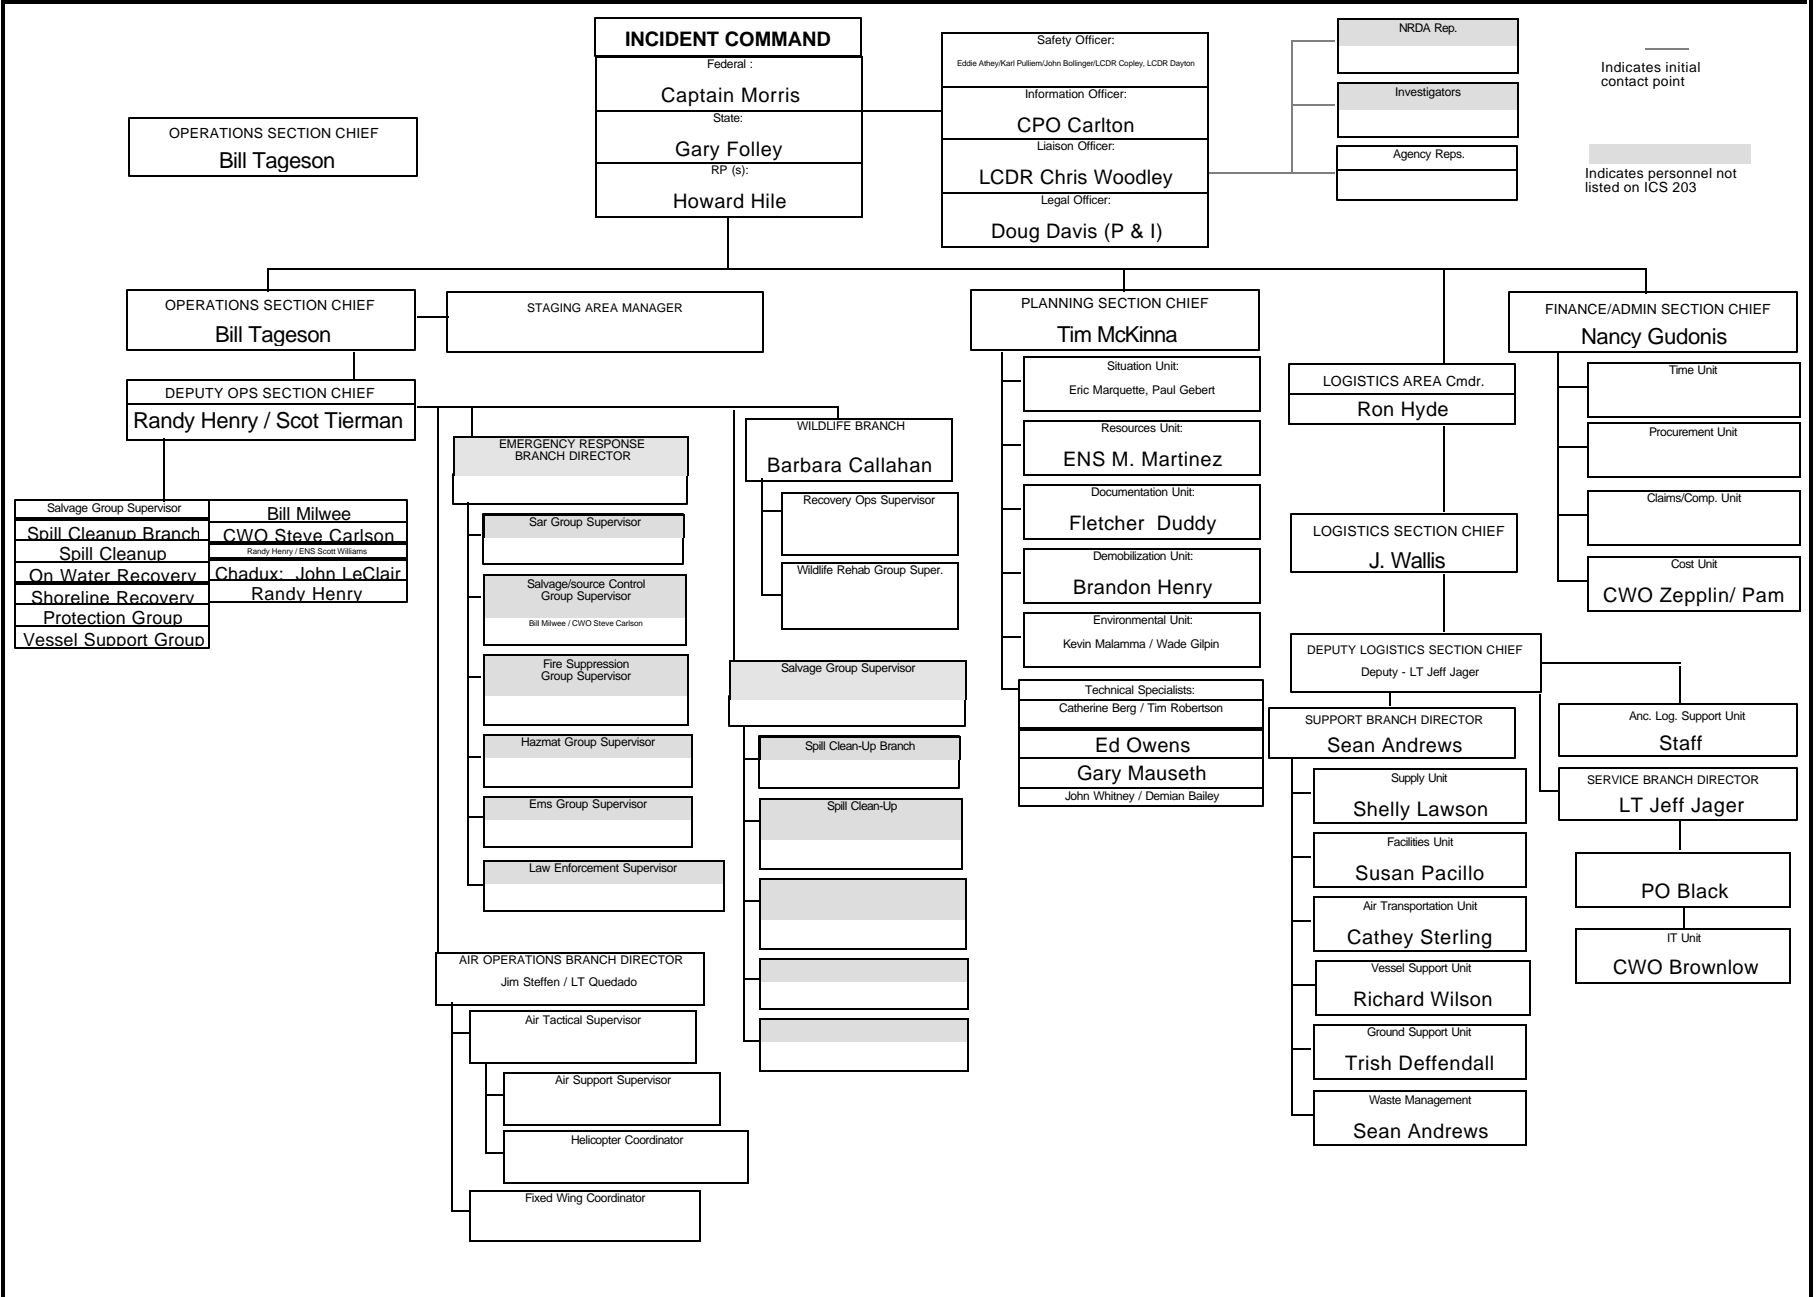 INCIDENT COMMAND
Federal :
Captain Morris
State:
Gary Folley
RP (s):
Howard Hile
Safety Officer:
Eddie Athey/Karl Pulliem/John Bollinger/LCDR Copley, LCDR Dayton
Information Officer:
CPO Carlton
Liaison Officer:
LCDR Chris Woodley
Legal Officer:
Doug Davis (P & I)
NRDA Rep.
Investigators
Agency Reps.
Indicates initial
contact point
Indicates personnel not
listed on ICS 203
OPERATIONS SECTION CHIEF
Bill Tageson
OPERATIONS SECTION CHIEF
Bill Tageson
STAGING AREA MANAGER
DEPUTY OPS SECTION CHIEF
Randy Henry / Scot Tierman
Salvage Group Supervisor
Spill Cleanup Branch
Spill Cleanup
On Water Recovery
Shoreline Recovery
Protection Group
Vessel Support Group
Bill Milwee
CWO Steve Carlson
Randy Henry / ENS Scott Williams
Chadux: John LeClair
Randy Henry
EMERGENCY RESPONSE
BRANCH DIRECTOR
Sar Group Supervisor
Salvage/source Control
Group Supervisor
Bill Milwee / CWO Steve Carlson
Fire Suppression
Group Supervisor
Hazmat Group Supervisor
Ems Group Supervisor
Law Enforcement Supervisor
AIR OPERATIONS BRANCH DIRECTOR
Jim Steffen / LT Quedado
Air Tactical Supervisor
Air Support Supervisor
Helicopter Coordinator
Fixed Wing Coordinator
WILDLIFE BRANCH
Barbara Callahan
Recovery Ops Supervisor
Wildlife Rehab Group Super.
Salvage Group Supervisor
Spill Clean-Up Branch
Spill Clean-Up
PLANNING SECTION CHIEF
Tim McKinna
Situation Unit:
Eric Marquette, Paul Gebert
Resources Unit:
ENS M. Martinez
Documentation Unit:
Fletcher Duddy
Demobilization Unit:
Brandon Henry
Environmental Unit:
Kevin Malamma / Wade Gilpin
Technical Specialists:
Catherine Berg / Tim Robertson
Ed Owens
Gary Mauseth
John Whitney / Demian Bailey
LOGISTICS AREA Cmdr.
Ron Hyde
LOGISTICS SECTION CHIEF
J. Wallis
DEPUTY LOGISTICS SECTION CHIEF
Deputy - LT Jeff Jager
SUPPORT BRANCH DIRECTOR
Sean Andrews
Supply Unit
Shelly Lawson
Facilities Unit
Susan Pacillo
Air Transportation Unit
Cathey Sterling
Vessel Support Unit
Richard Wilson
Ground Support Unit
Trish Deffendall
Waste Management
Sean Andrews
FINANCE/ADMIN SECTION CHIEF
Nancy Gudonis
Time Unit
Procurement Unit
Claims/Comp. Unit
Cost Unit
CWO Zepplin/ Pam
Anc. Log. Support Unit
Staff
SERVICE BRANCH DIRECTOR
LT Jeff Jager
PO Black
IT Unit
CWO Brownlow